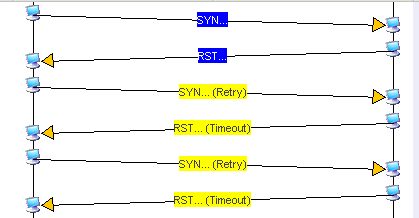 SYN...
RST...
SYN... (Retry)
RST... (Timeout)
SYN... (Retry)
RST... (Timeout)